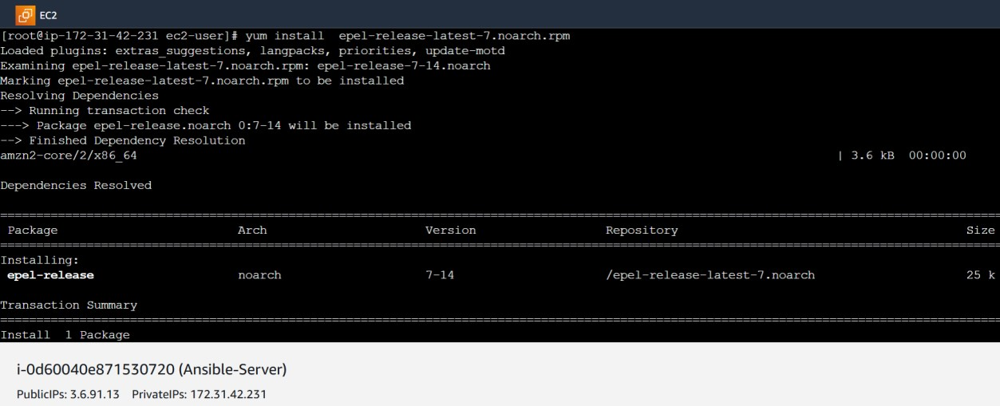 EC2
[root@ip-172-31-42-231 ec2-user]# yum install  epel-release-latest-7.noarch.rpm
Loaded plugins: extras_suggestions, langpacks, priorities, update-motd
Examining epel-release-latest-7.noarch.rpm: epel-release-7-14.noarch
Marking epel-release-latest-7.noarch.rpm to be installed
Resolving Dependencies
--> Running transaction check
---> Package epel-release.noarch 0:7-14 will be installed
--> Finished Dependency Resolution
amzn2-core/2/x86_64 | 3.6 kB  00:00:00
Dependencies Resolved
Package Arch Version Repository Size
Installing:
epel-release noarch 7-14 /epel-release-latest-7.noarch 25 k
Transaction Summary
Install  1 Package
i-0d60040e871530720 (Ansible-Server)
PublicIPs: 3.6.91.13 PrivateIPs: 172.31.42.231